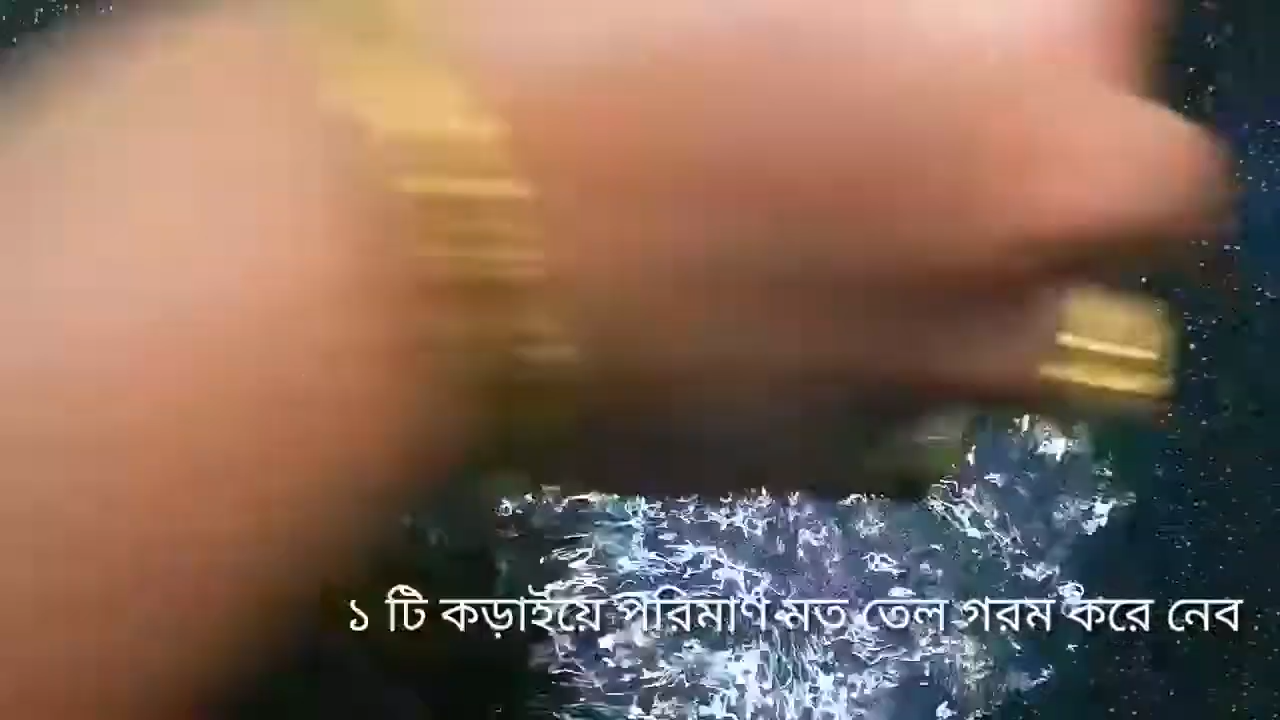 ১ টি কড়াইয়ে পরিমাণ মত তেল গরম করে নেব